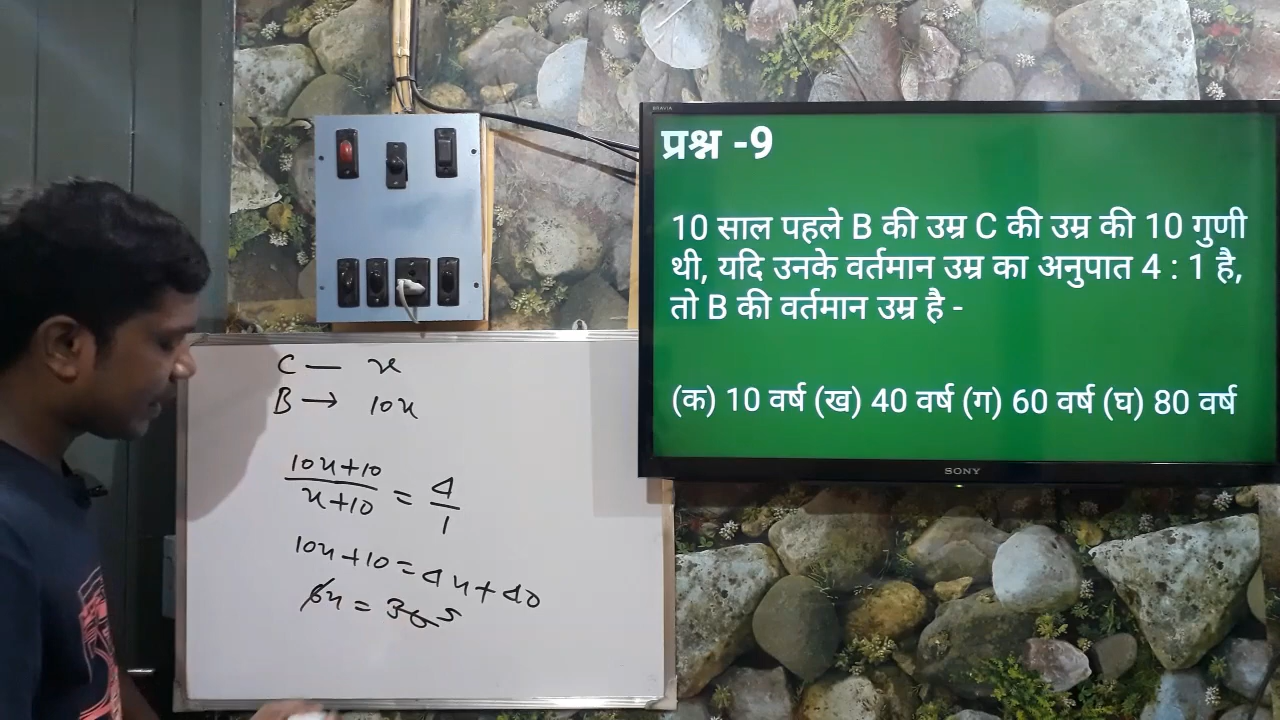 BRAVIA
प्रश्न -9
10 साल पहले B की उम्र C की उम्र की 10 गुणी
थी, यदि उनके वर्तमान उम्र का अनुपात 4 : 1 है,
तो B की वर्तमान उम्र है -
(क) 10 वर्ष (ख) 40 वर्ष (ग) 60 वर्ष (घ) 80 वर्ष
SONY
C — x
B → 10x
10x+10
x+10
= 4
1
10x+10 = 4x+40
6x = 30 5